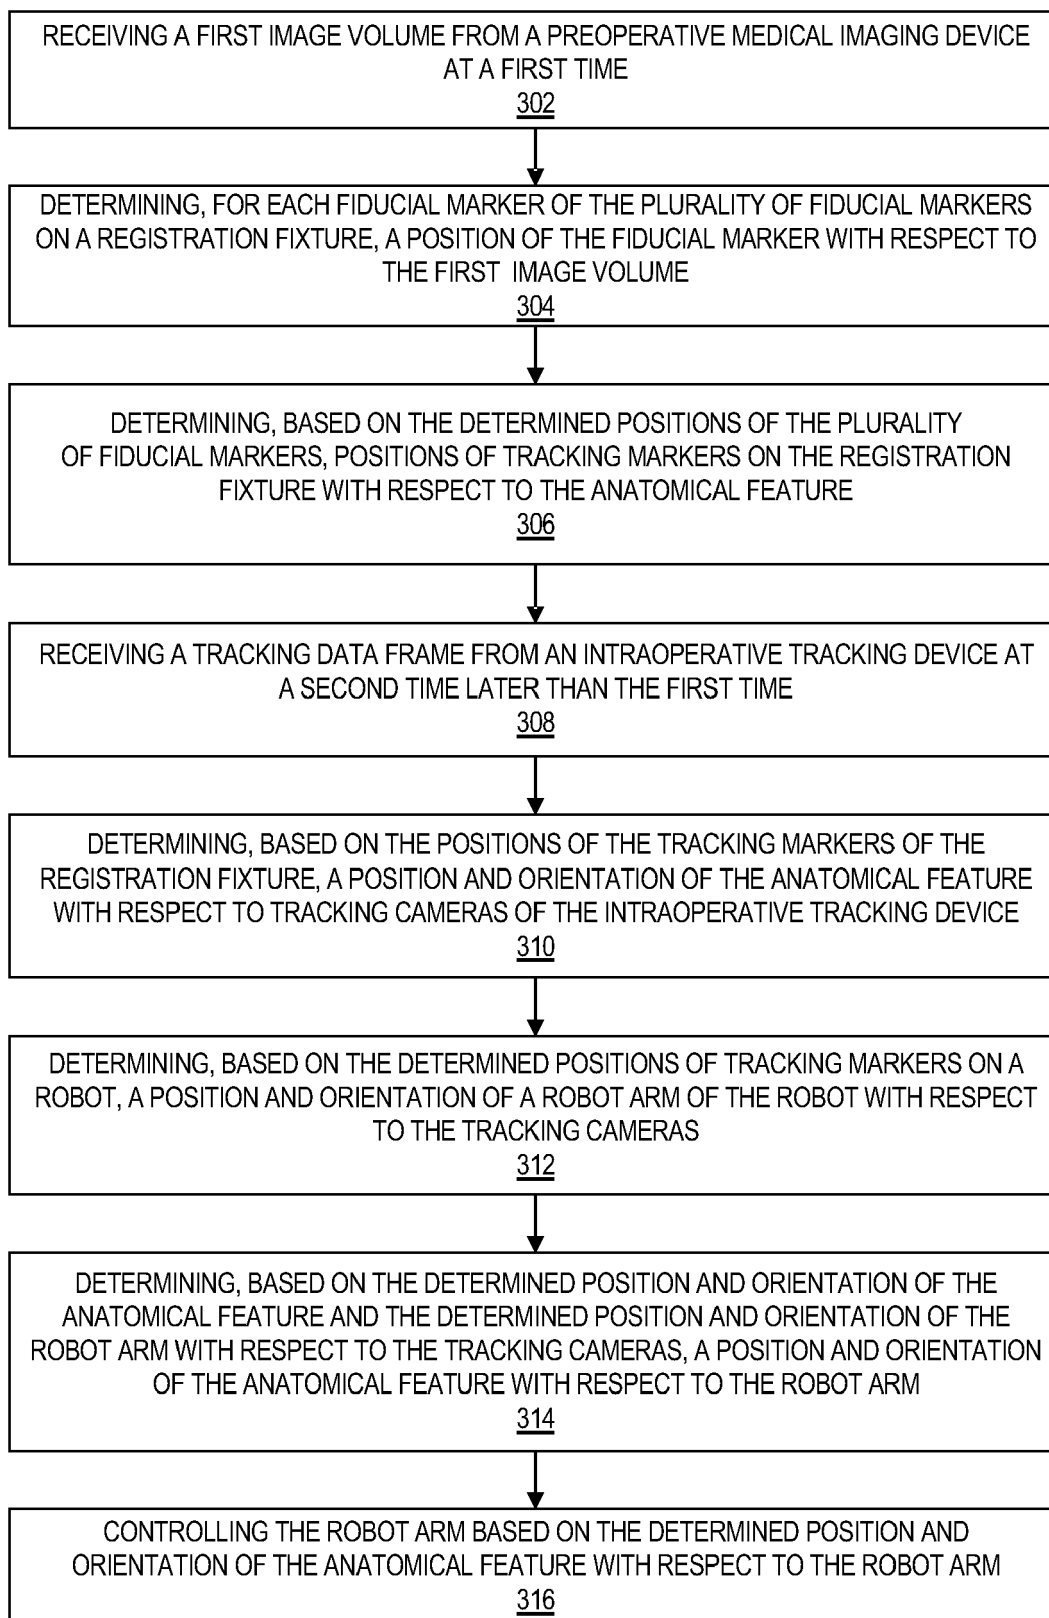 RECEIVING A FIRST IMAGE VOLUME FROM A PREOPERATIVE MEDICAL IMAGING DEVICE
AT A FIRST TIME
302
DETERMINING, FOR EACH FIDUCIAL MARKER OF THE PLURALITY OF FIDUCIAL MARKERS
ON A REGISTRATION FIXTURE, A POSITION OF THE FIDUCIAL MARKER WITH RESPECT TO
THE FIRST IMAGE VOLUME
304
DETERMINING, BASED ON THE DETERMINED POSITIONS OF THE PLURALITY
OF FIDUCIAL MARKERS, POSITIONS OF TRACKING MARKERS ON THE REGISTRATION
FIXTURE WITH RESPECT TO THE ANATOMICAL FEATURE
306
RECEIVING A TRACKING DATA FRAME FROM AN INTRAOPERATIVE TRACKING DEVICE AT
A SECOND TIME LATER THAN THE FIRST TIME
308
DETERMINING, BASED ON THE POSITIONS OF THE TRACKING MARKERS OF THE
REGISTRATION FIXTURE, A POSITION AND ORIENTATION OF THE ANATOMICAL FEATURE
WITH RESPECT TO TRACKING CAMERAS OF THE INTRAOPERATIVE TRACKING DEVICE
310
DETERMINING, BASED ON THE DETERMINED POSITIONS OF TRACKING MARKERS ON A
ROBOT, A POSITION AND ORIENTATION OF A ROBOT ARM OF THE ROBOT WITH RESPECT
TO THE TRACKING CAMERAS
312
DETERMINING, BASED ON THE DETERMINED POSITION AND ORIENTATION OF THE
ANATOMICAL FEATURE AND THE DETERMINED POSITION AND ORIENTATION OF THE
ROBOT ARM WITH RESPECT TO THE TRACKING CAMERAS, A POSITION AND ORIENTATION
OF THE ANATOMICAL FEATURE WITH RESPECT TO THE ROBOT ARM
314
CONTROLLING THE ROBOT ARM BASED ON THE DETERMINED POSITION AND
ORIENTATION OF THE ANATOMICAL FEATURE WITH RESPECT TO THE ROBOT ARM
316